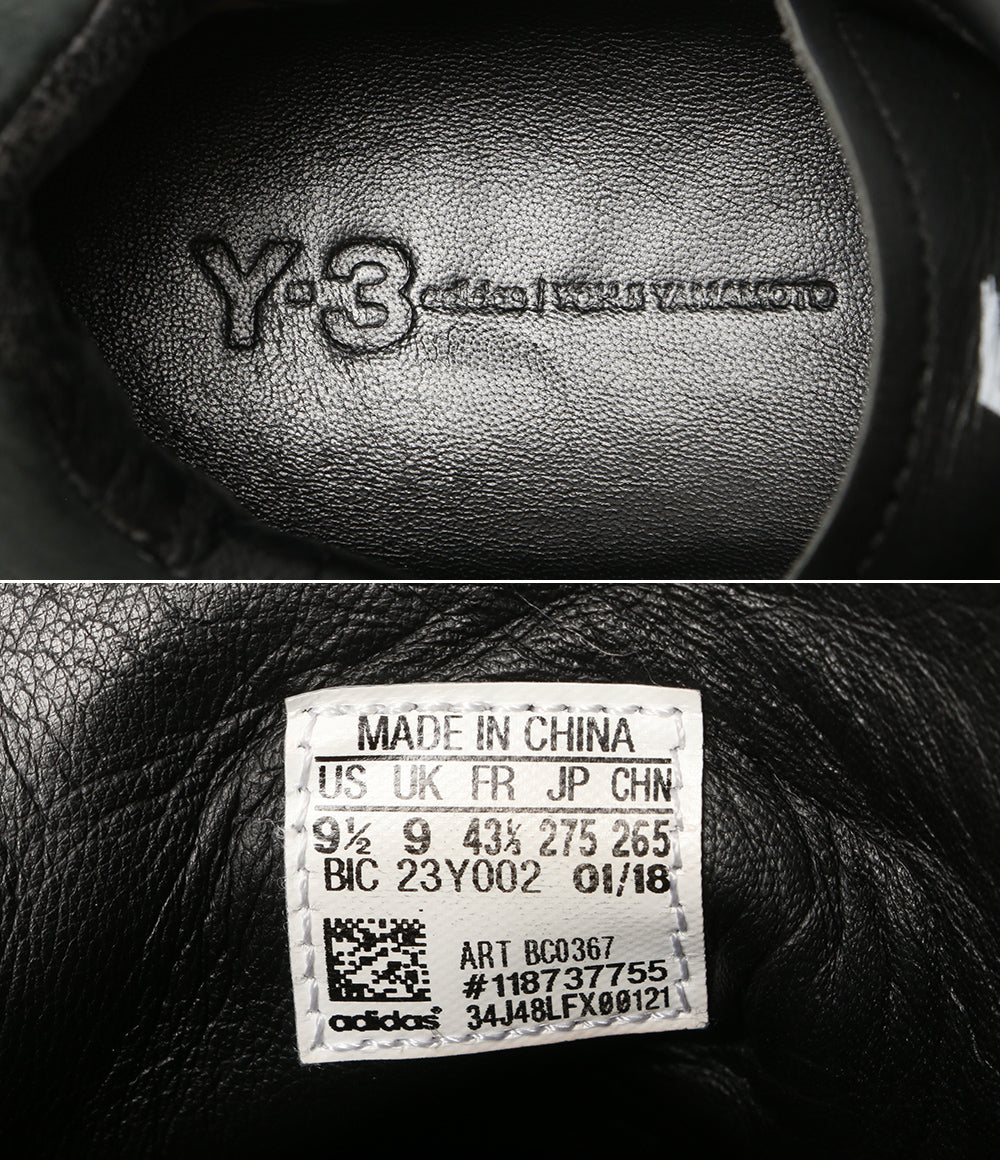 Y-3 adidas | YOHJI YAMAMOTO
MADE IN CHINA
US UK FR JP CHN
9½ 9 43⅓ 275 265
BIC 23Y002 01/18
ART BC0367
#118737755
34J48LFX00121
adidas